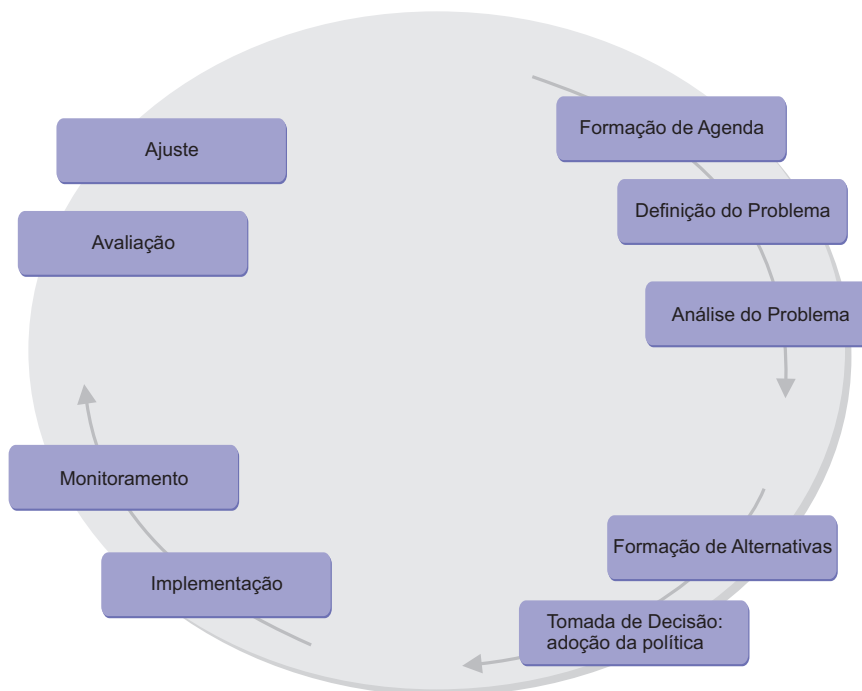 Formação de Agenda
Definição do Problema
Análise do Problema
Formação de Alternativas
Tomada de Decisão:
adoção da política
Implementação
Monitoramento
Avaliação
Ajuste